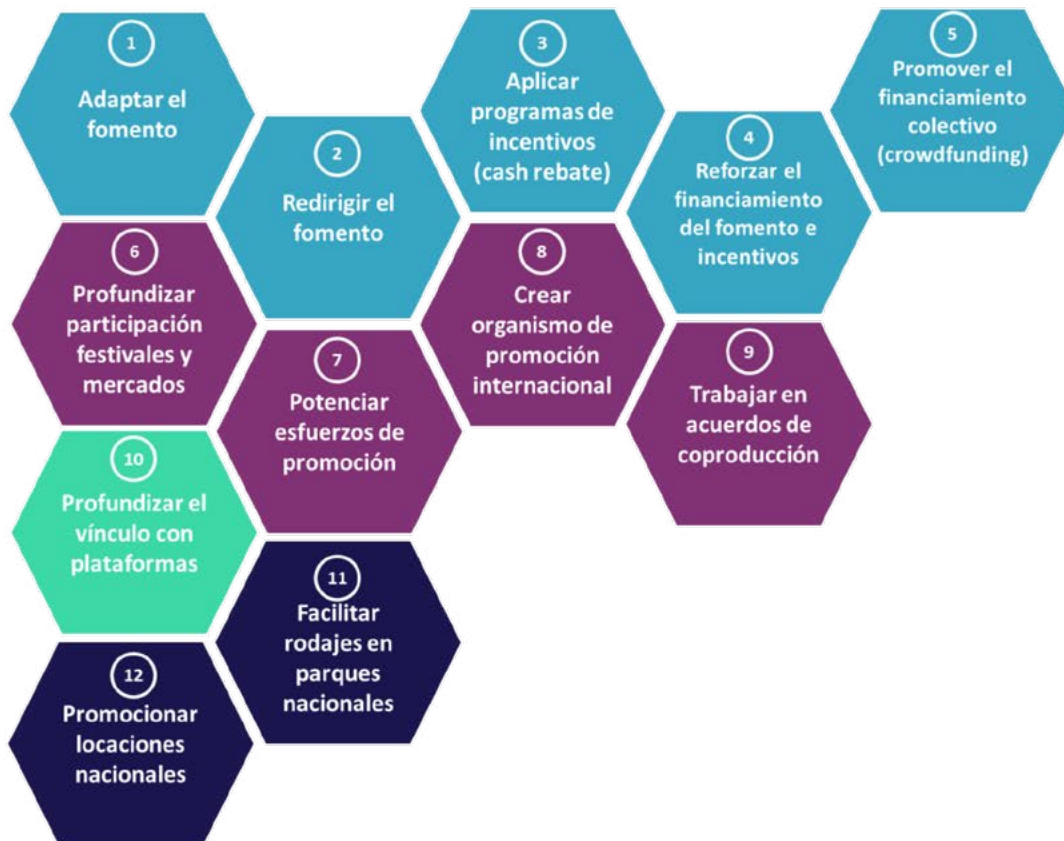 1
Adaptar el
fomento
2
Redirigir el
fomento
3
Aplicar
programas de
incentivos
(cash rebate)
4
Reforzar el
financiamiento
del fomento e
incentivos
5
Promover el
financiamiento
colectivo
(crowdfunding)
6
Profundizar
participación
festivales y
mercados
7
Potenciar
esfuerzos de
promoción
8
Crear
organismo de
promoción
internacional
9
Trabajar en
acuerdos de
coproducción
10
Profundizar el
vínculo con
plataformas
11
Facilitar
rodajes en
parques
nacionales
12
Promocionar
locaciones
nacionales